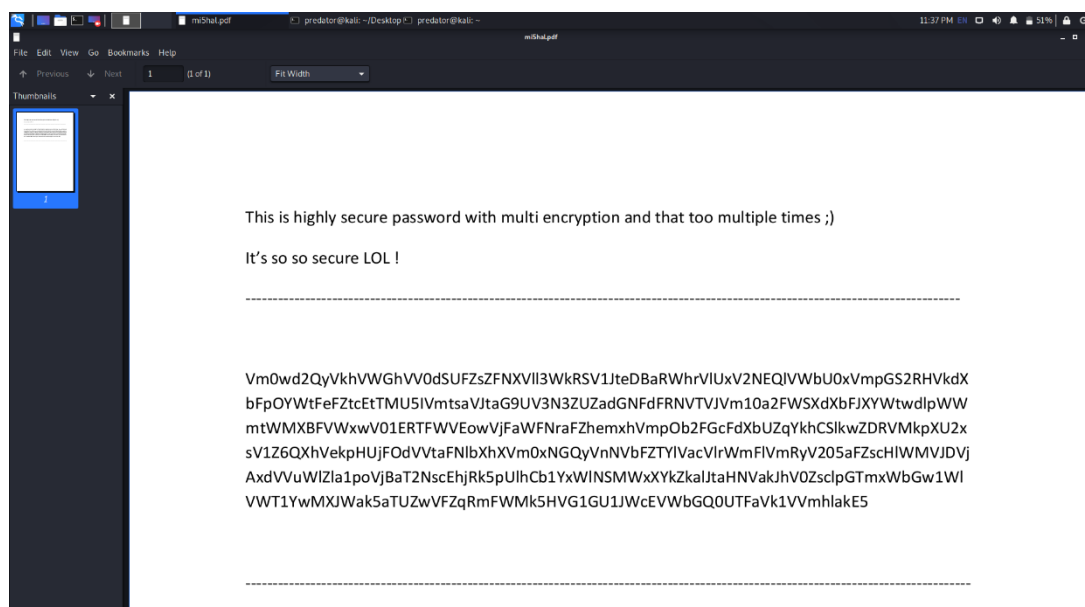 mi5hal.pdf
predator@kali: ~/Desktop
predator@kali: ~
11:37 PM EN
51%
mi5hal.pdf
File Edit View Go Bookmarks Help
Previous Next 1 (1 of 1) Fit Width
Thumbnails
1
This is highly secure password with multi encryption and that too multiple times ;)
It’s so so secure LOL !
-----------------------------------------------------------------------------------------------------------------------------------
Vm0wd2QyVkhVWGhVV0dSUFZsZFNXVll3WkRSV1JteDBaRWhrVlUxV2NEQlVWbU0xVmpGS2RHVkdX
bFpOYWtFeFZtcEtTMU5IVmtsaVJtaG9UV3N3ZUZadGNFdFRNVTVJVm10a2FWSXdXbFJXYWtwdlpWW
mtWMXBFVWxwV01ERTFWVEowVjFaWFNraFZhemxhVmpOb2FGcFdXbUZqYkhCSlkwZDRVMkpXU2x
sV1Z6QXhVekpHUjFOdVVtaFNlbXhXVm0xNGQyVnNVbFZTYlVacVlrWmFlVmRyV205aFZscHlWMVJDVj
AxdVVuWlZla1poVjBaT2NscEhjRk5pUlhCb1YxWlNSMWxXYkZkalJtaHNVakJhV0ZsclpGTmxWbGw1Wl
VWT1YwMXJWak5aTUZwVFZqRmFWMk5HVG1GU1JWcEVWbGQ0UTFaVk1VVmhlakE5
-----------------------------------------------------------------------------------------------------------------------------------